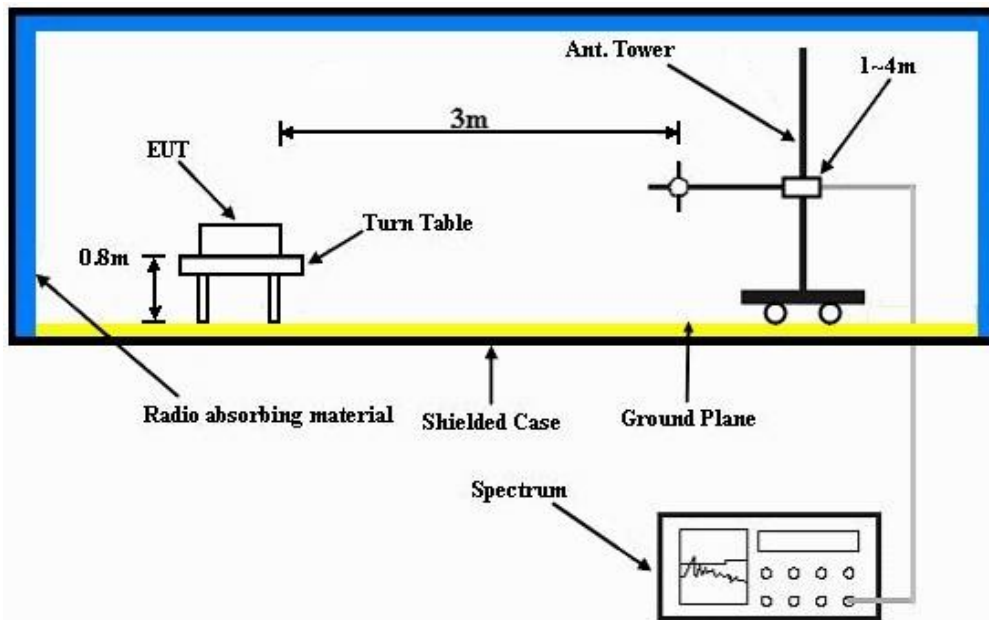 Ant. Tower
1~4m
3m
EUT
Turn Table
0.8m
Radio absorbing material
Shielded Case
Ground Plane
Spectrum